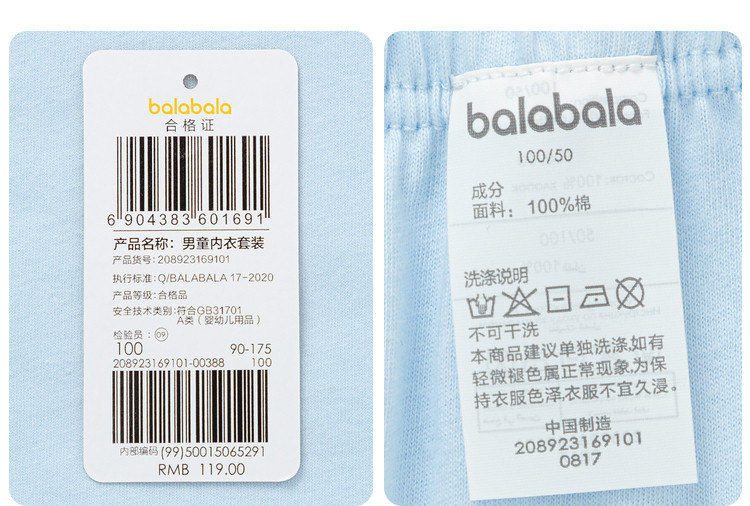 balabala
合格证
6 904383 601691
产品名称：男童内衣套装
产品货号：208923169101
执行标准：Q/BALABALA 17-2020
产品等级：合格品
安全技术类别：符合GB31701
A类（婴幼儿用品）
检验员：09
100 90-175
208923169101-00388 100
内部编码 (99)50015065291
RMB 119.00
balabala
100/50
成分
面料：100%棉
洗涤说明
不可干洗
本商品建议单独洗涤,如有
轻微褪色属正常现象,为保
持衣服色泽,衣服不宜久浸。
中国制造
208923169101
0817